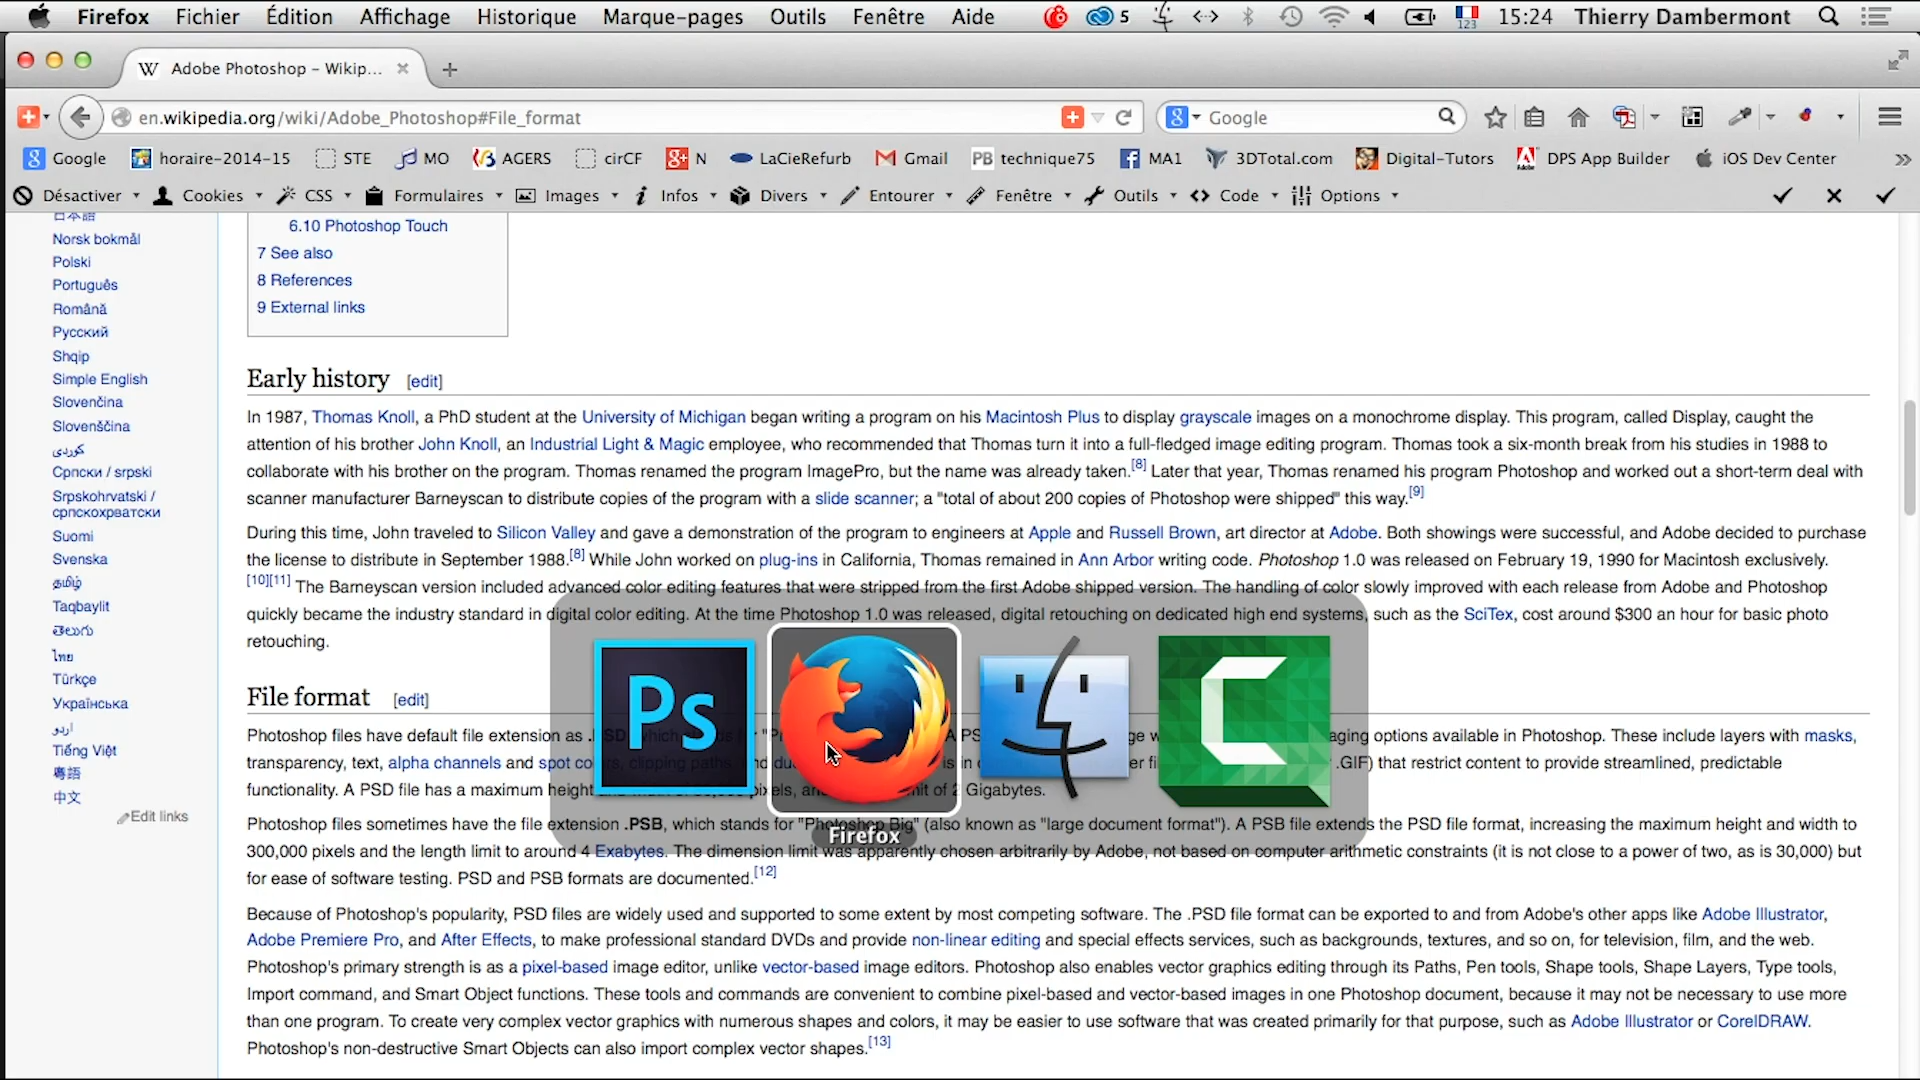 Firefox Fichier Édition Affichage Historique Marque-pages Outils Fenêtre Aide 5 123 15:24 Thierry Dambermont
W Adobe Photoshop – Wikip...
en.wikipedia.org/wiki/Adobe_Photoshop#File_format Google
Google horaire-2014-15 STE MO AGERS cirCF N LaCieRefurb Gmail PB technique75 MA1 3DTotal.com Digital-Tutors DPS App Builder iOS Dev Center
Désactiver Cookies CSS Formulaires Images Infos Divers Entourer Fenêtre Outils Code Options
日本語
Norsk bokmål
Polski
Português
Română
Русский
Shqip
Simple English
Slovenčina
Slovenščina
کوردی
Српски / srpski
Srpskohrvatski /
српскохрватски
Suomi
Svenska
தமிழ்
Taqbaylit
తెలుగు
ไทย
Türkçe
Українська
اردو
Tiếng Việt
粵語
中文
Edit links
6.10 Photoshop Touch
7 See also
8 References
9 External links
Early history [edit]
In 1987, Thomas Knoll, a PhD student at the University of Michigan began writing a program on his Macintosh Plus to display grayscale images on a monochrome display. This program, called Display, caught the
attention of his brother John Knoll, an Industrial Light & Magic employee, who recommended that Thomas turn it into a full-fledged image editing program. Thomas took a six-month break from his studies in 1988 to
collaborate with his brother on the program. Thomas renamed the program ImagePro, but the name was already taken.[8] Later that year, Thomas renamed his program Photoshop and worked out a short-term deal with
scanner manufacturer Barneyscan to distribute copies of the program with a slide scanner; a "total of about 200 copies of Photoshop were shipped" this way.[9]
During this time, John traveled to Silicon Valley and gave a demonstration of the program to engineers at Apple and Russell Brown, art director at Adobe. Both showings were successful, and Adobe decided to purchase
the license to distribute in September 1988.[8] While John worked on plug-ins in California, Thomas remained in Ann Arbor writing code. Photoshop 1.0 was released on February 19, 1990 for Macintosh exclusively.
[10][11] The Barneyscan version included advanced color editing features that were stripped from the first Adobe shipped version. The handling of color slowly improved with each release from Adobe and Photoshop
quickly became the industry standard in digital color editing. At the time Photoshop 1.0 was released, digital retouching on dedicated high end systems, such as the SciTex, cost around $300 an hour for basic photo
retouching.
File format [edit]
Photoshop files have default file extension as .PSD, which stands for "P A PS ge w aging options available in Photoshop. These include layers with masks,
transparency, text, alpha channels and spot co clipping paths is in .GIF) that restrict content to provide streamlined, predictable
functionality. A PSD file has a maximum height and of 2 Gigabytes.
Photoshop files sometimes have the file extension .PSB, which stands for "Photoshop Big" (also known as "large document format"). A PSB file extends the PSD file format, increasing the maximum height and width to
300,000 pixels and the length limit to around 4 Exabytes. The dimension limit was apparently chosen arbitrarily by Adobe, not based on computer arithmetic constraints (it is not close to a power of two, as is 30,000) but
for ease of software testing. PSD and PSB formats are documented.[12]
Because of Photoshop's popularity, PSD files are widely used and supported to some extent by most competing software. The .PSD file format can be exported to and from Adobe's other apps like Adobe Illustrator,
Adobe Premiere Pro, and After Effects, to make professional standard DVDs and provide non-linear editing and special effects services, such as backgrounds, textures, and so on, for television, film, and the web.
Photoshop's primary strength is as a pixel-based image editor, unlike vector-based image editors. Photoshop also enables vector graphics editing through its Paths, Pen tools, Shape tools, Shape Layers, Type tools,
Import command, and Smart Object functions. These tools and commands are convenient to combine pixel-based and vector-based images in one Photoshop document, because it may not be necessary to use more
than one program. To create very complex vector graphics with numerous shapes and colors, it may be easier to use software that was created primarily for that purpose, such as Adobe Illustrator or CorelDRAW.
Photoshop's non-destructive Smart Objects can also import complex vector shapes.[13]
Ps
Firefox